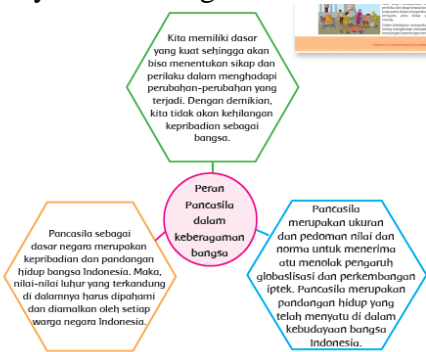 Kita memiliki dasar
yang kuat sehingga akan
bisa menentukan sikap dan
perilaku dalam menghadapi
perubahan-perubahan yang
terjadi. Dengan demikian,
kita tidak akan kehilangan
kepribadian sebagai
bangsa.
Peran
Pancasila
dalam
keberagaman
bangsa
Pancasila sebagai
dasar negara merupakan
kepribadian dan pandangan
hidup bangsa Indonesia. Maka,
nilai-nilai luhur yang terkandung
di dalamnya harus dipahami
dan diamalkan oleh setiap
warga negara Indonesia.
Pancasila
merupakan ukuran
dan pedoman nilai dan
norma untuk menerima
atu menolak pengaruh
globaslisasi dan perkembangan
iptek. Pancasila merupakan
pandangan hidup yang
telah menyatu di dalam
kebudayaan bangsa
Indonesia.